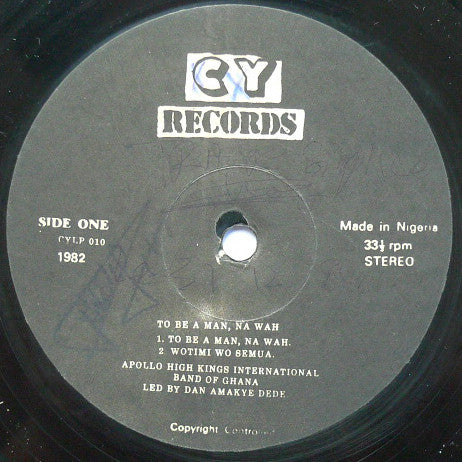 CY
RECORDS
SIDE ONE
CYLP 010
1982
Made in Nigeria
33⅓ rpm
STEREO
TO BE A MAN, NA WAH
1. TO BE A MAN, NA WAH.
2 WOTIMI WO SEMUA.
APOLLO HIGH KINGS INTERNATIONAL
BAND OF GHANA
LED BY DAN AMAKYE DEDE
Copyright Controlled